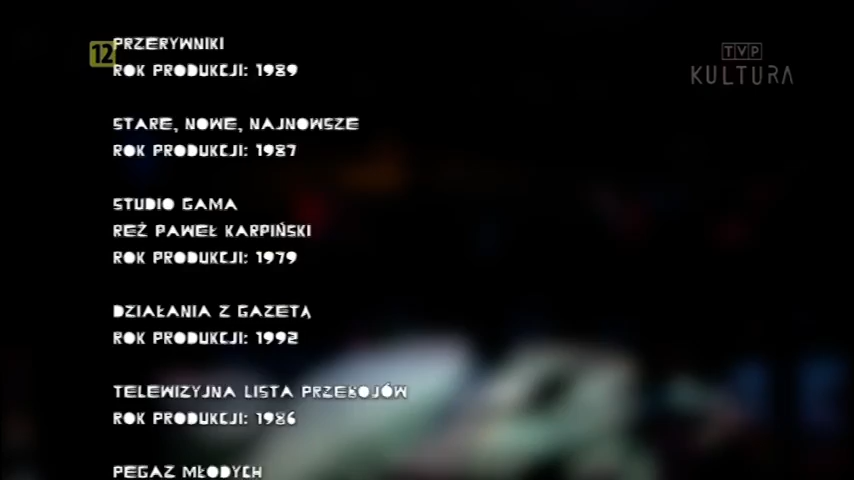 12
TVP
KULTURA
PRZERYWNIKI
ROK PRODUKCJI: 1989
STARE, NOWE, NAJNOWSZE
ROK PRODUKCJI: 1987
STUDIO GAMA
REŻ PAWEŁ KARPIŃSKI
ROK PRODUKCJI: 1979
DZIAŁANIA Z GAZETĄ
ROK PRODUKCJI: 1992
TELEWIZYJNA LISTA PRZEBOJÓW
ROK PRODUKCJI: 1986
PEGAZ MŁODYCH